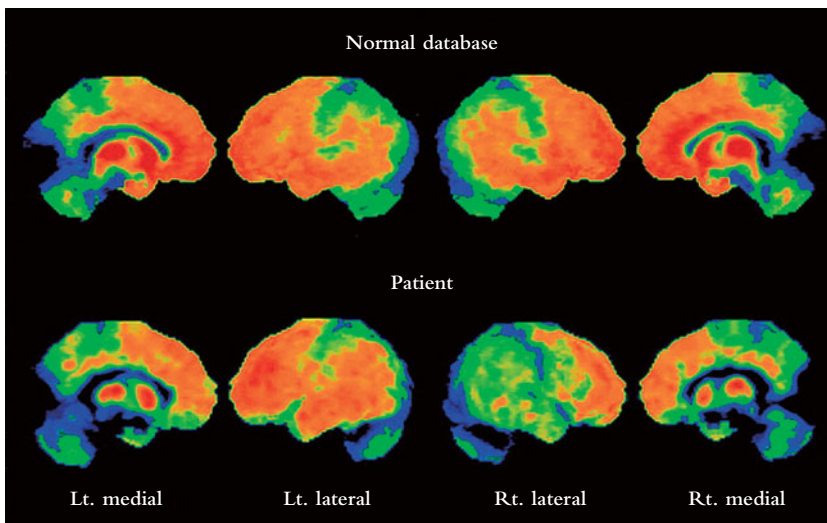 Normal database
Patient
Lt. medial Lt. lateral Rt. lateral Rt. medial